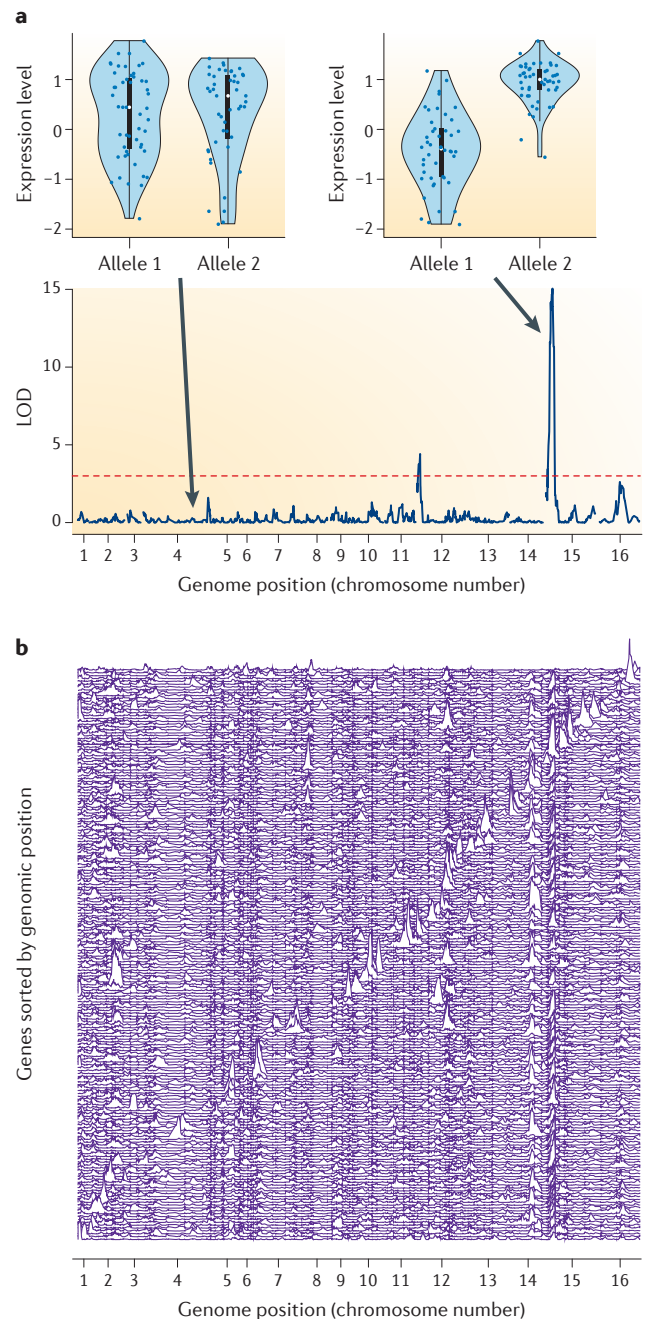 a
Expression level
1
0
−1
−2
Allele 1 Allele 2
Expression level
1
0
−1
−2
Allele 1 Allele 2
LOD
15
10
5
0
1 2 3 4 5 6 7 8 9 10 11 12 13 14 15 16
Genome position (chromosome number)
b
Genes sorted by genomic position
1 2 3 4 5 6 7 8 9 10 11 12 13 14 15 16
Genome position (chromosome number)